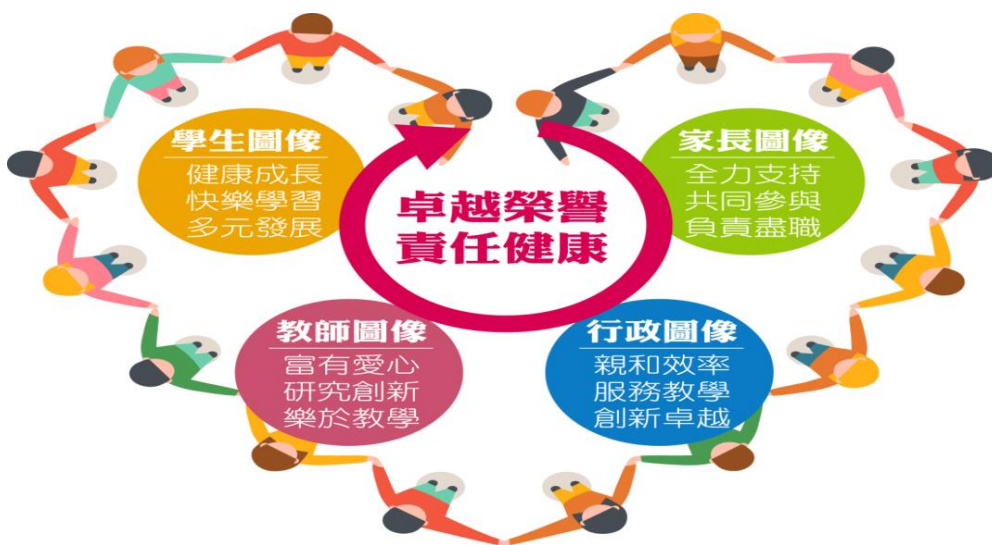 學生圖像
健康成長
快樂學習
多元發展
卓越榮譽
責任健康
家長圖像
全力支持
共同參與
負責盡職
教師圖像
富有愛心
研究創新
樂於教學
行政圖像
親和效率
服務教學
創新卓越